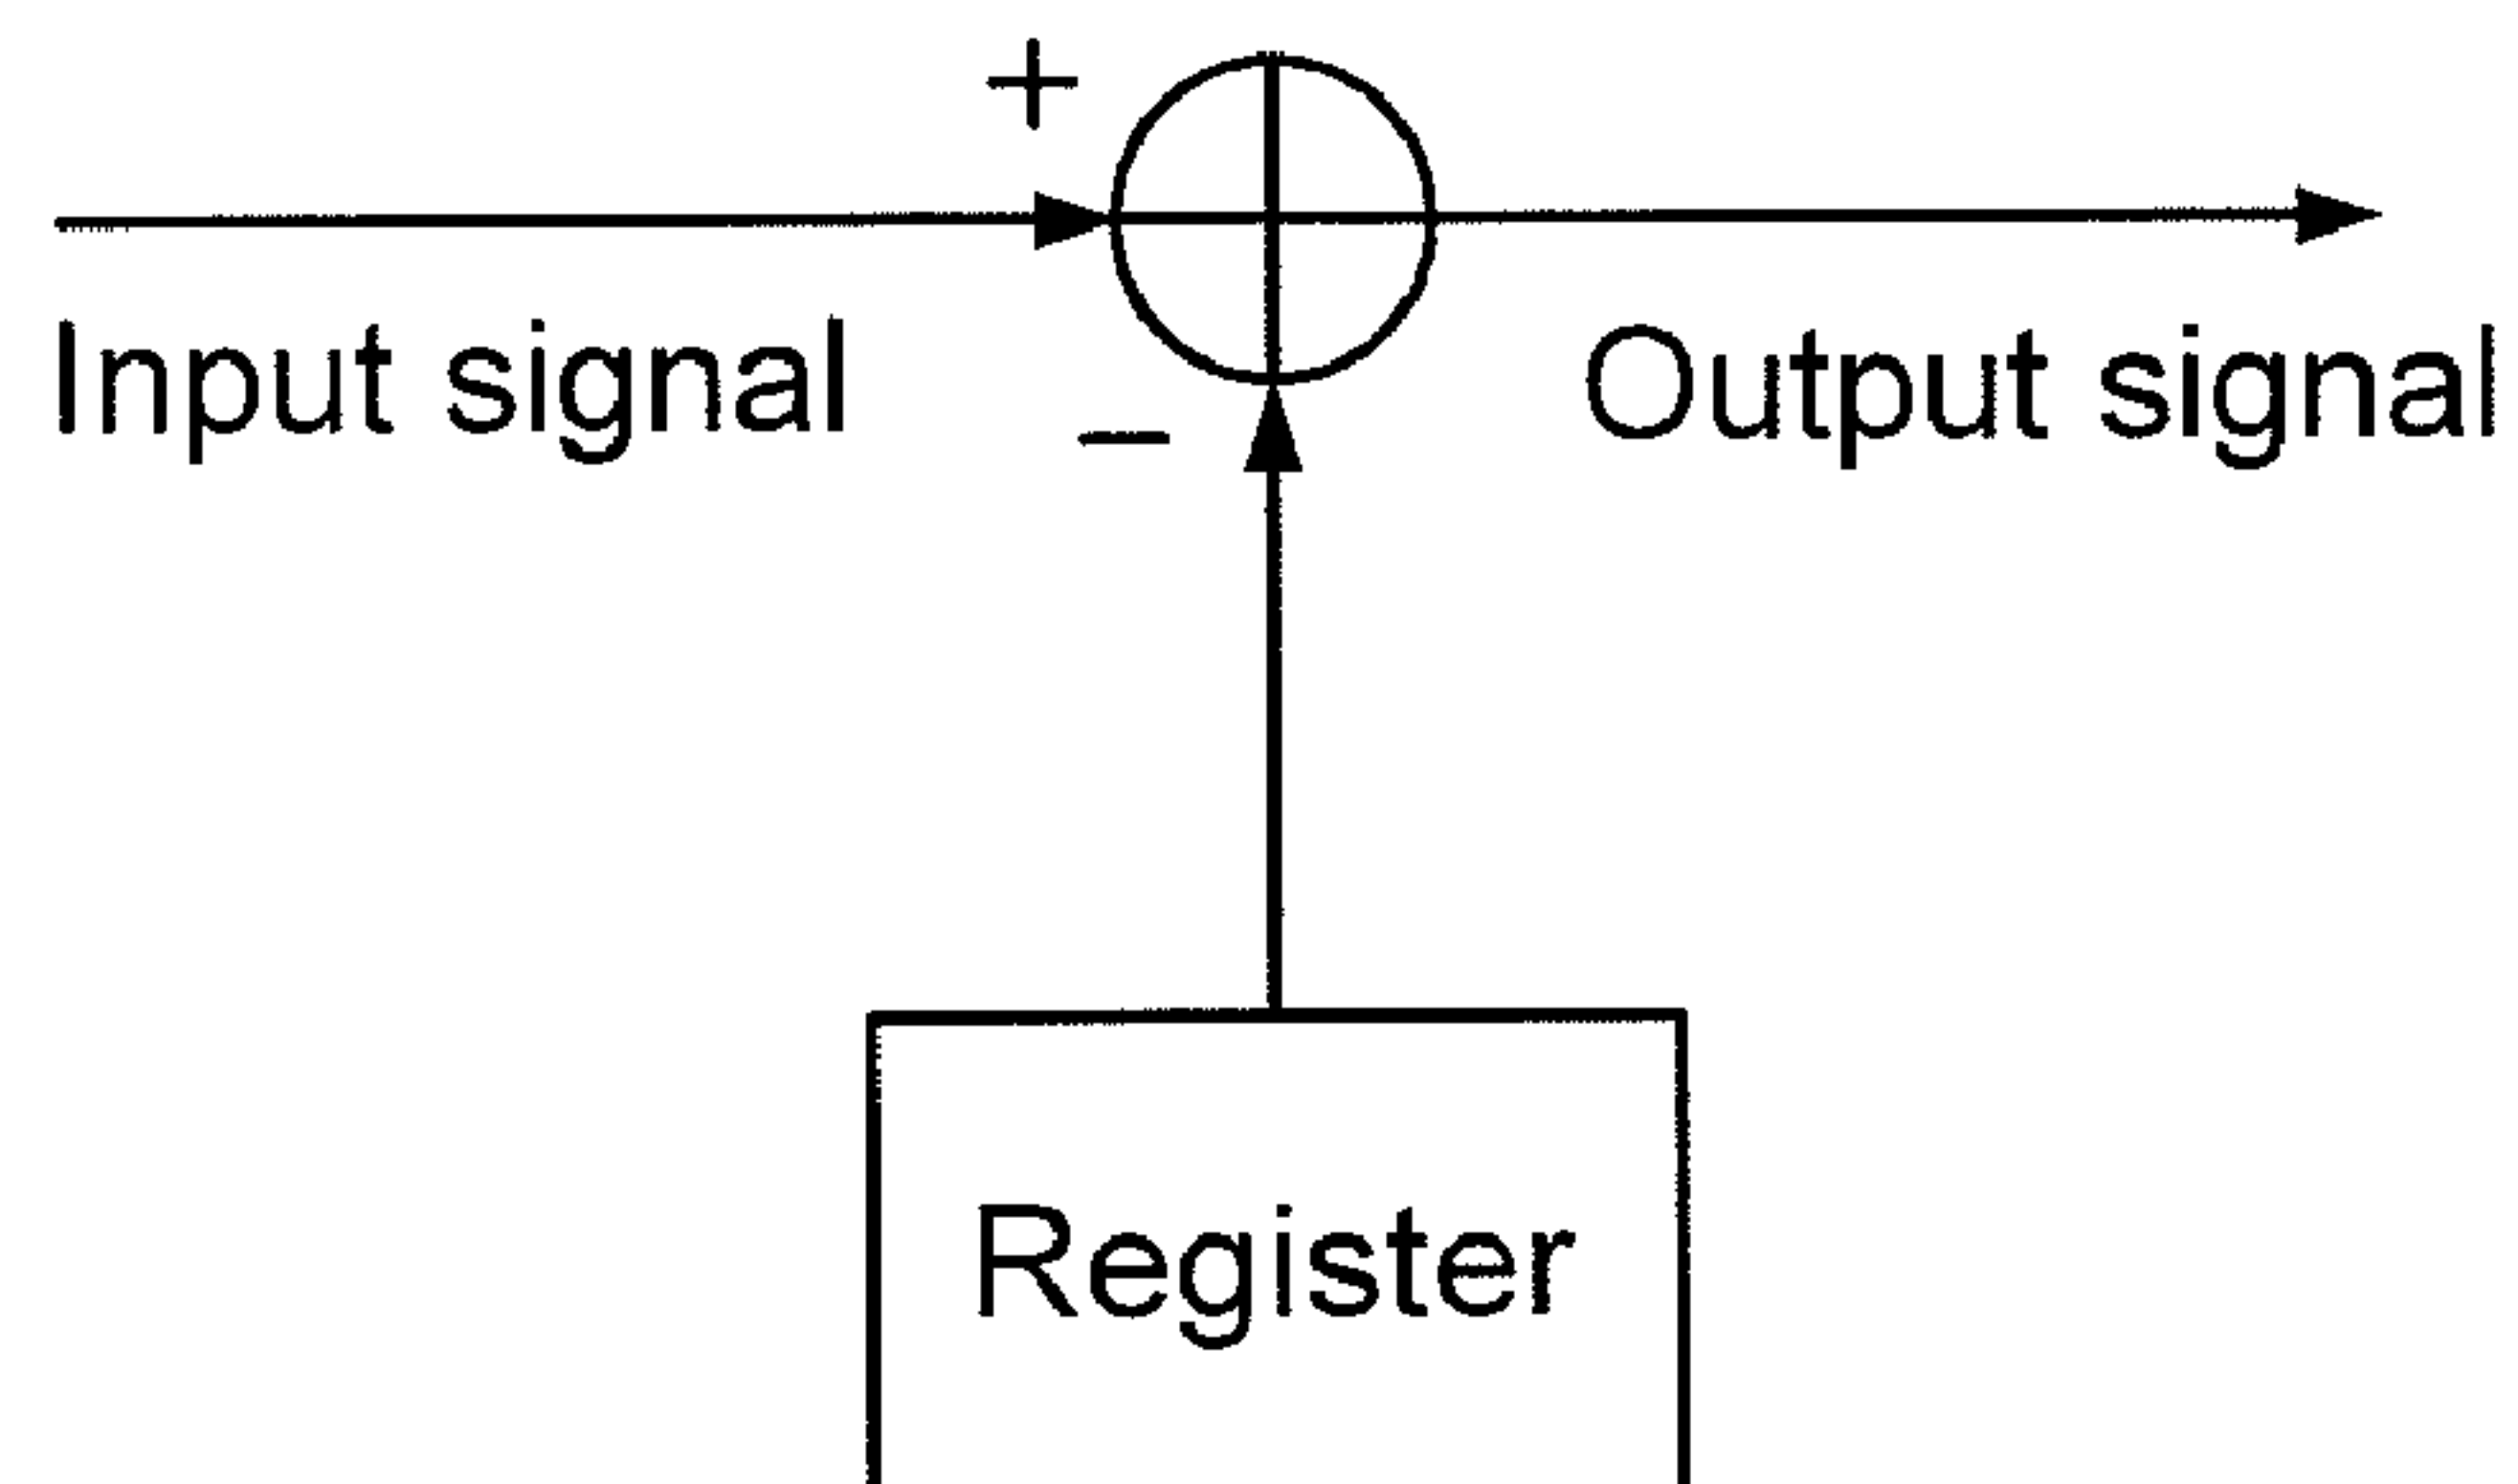 +
Input signal
Output signal
−
Register